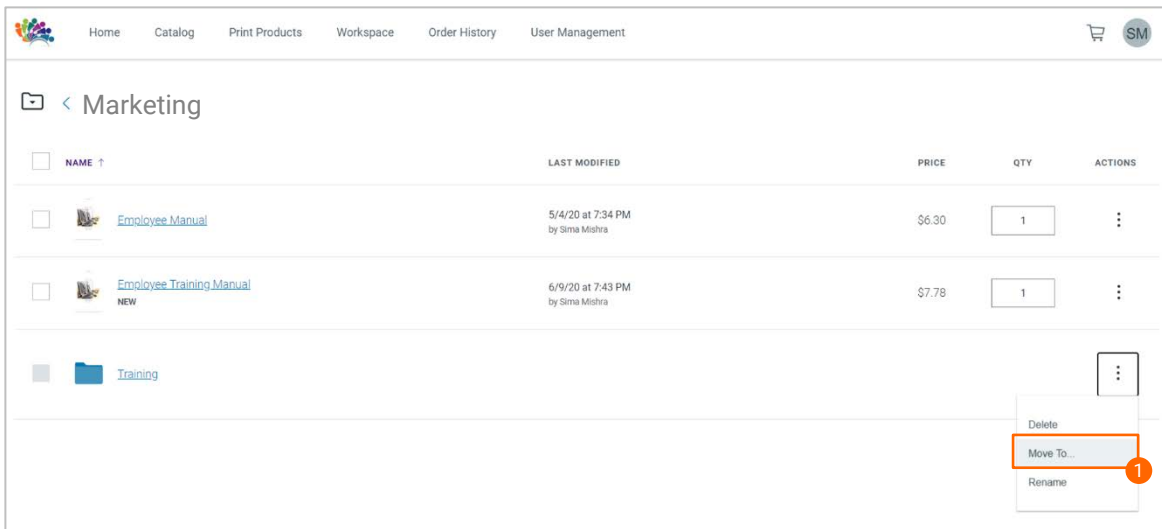 Home Catalog Print Products Workspace Order History User Management SM
Marketing
NAME ↑ LAST MODIFIED PRICE QTY ACTIONS
Employee Manual 5/4/20 at 7:34 PM $6.30 1
by Sima Mishra
Employee Training Manual 6/9/20 at 7:43 PM $7.78 1
NEW by Sima Mishra
Training
Delete
Move To...
1
Rename